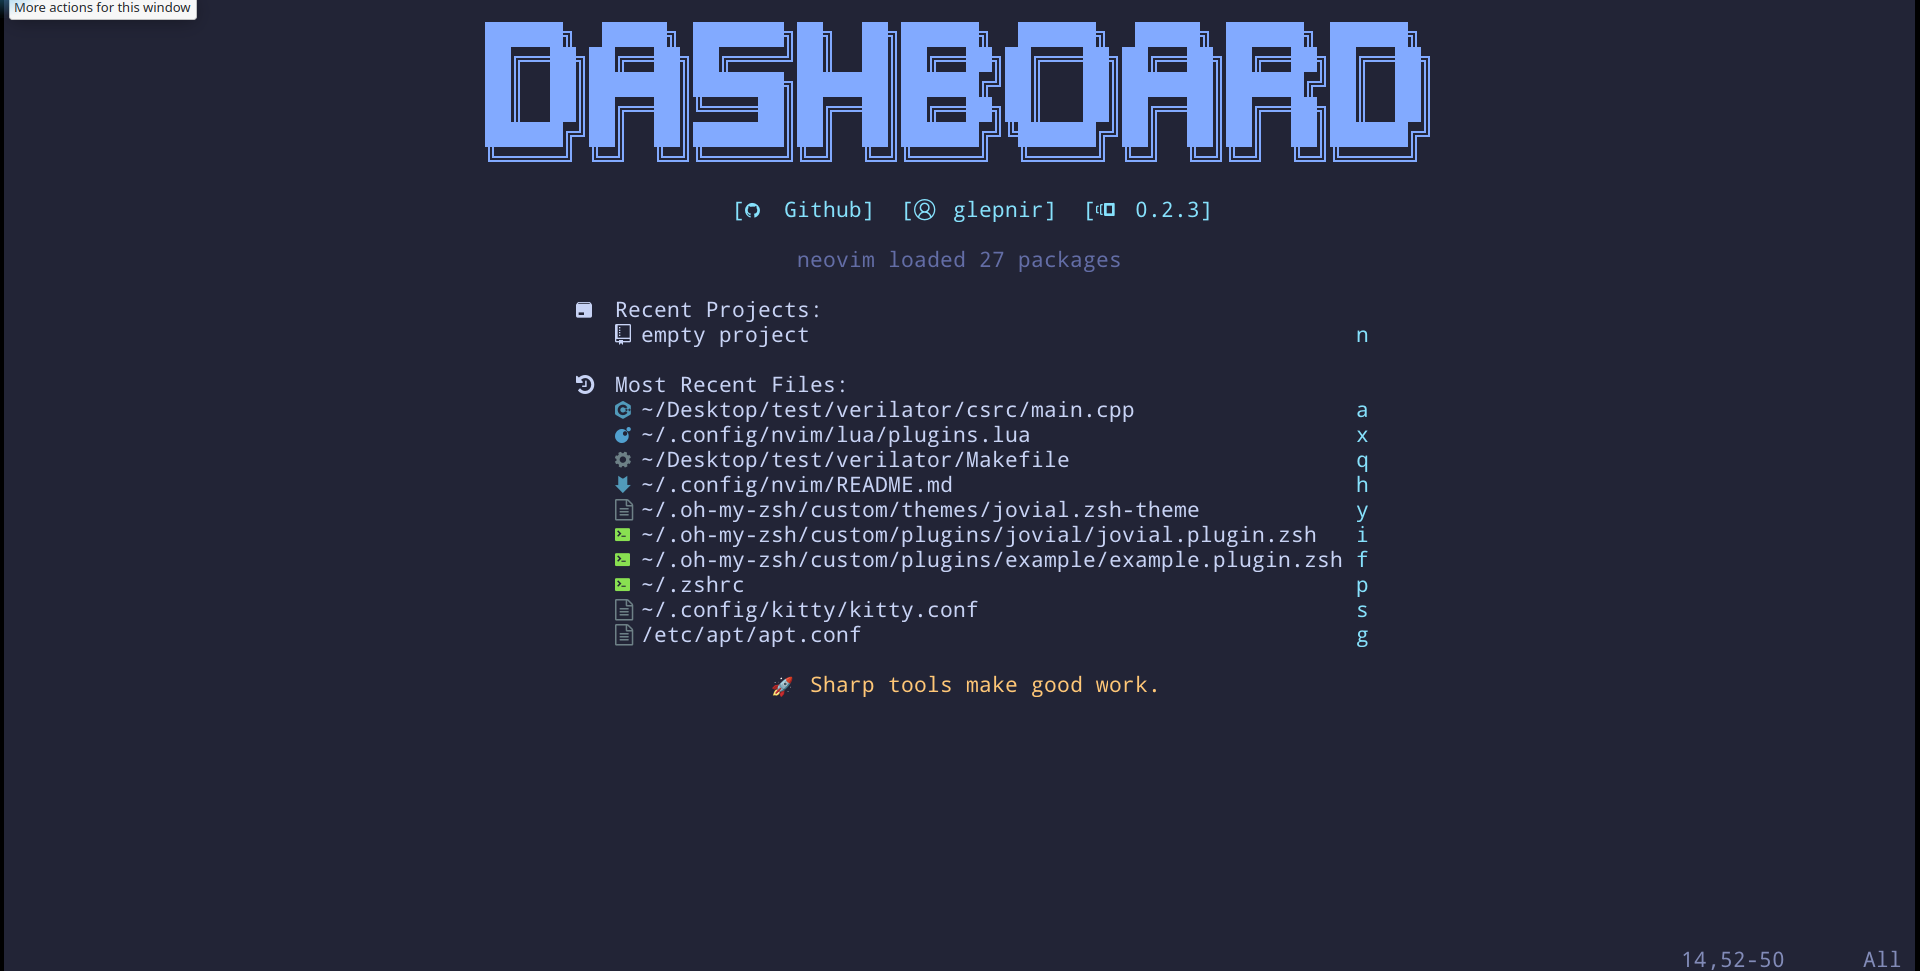 More actions for this window
DASHBOARD
[ Github] [ glepnir] [ 0.2.3]
neovim loaded 27 packages
Recent Projects:
empty project n
Most Recent Files:
~/Desktop/test/verilator/csrc/main.cpp a
~/.config/nvim/lua/plugins.lua x
~/Desktop/test/verilator/Makefile q
~/.config/nvim/README.md h
~/.oh-my-zsh/custom/themes/jovial.zsh-theme y
~/.oh-my-zsh/custom/plugins/jovial/jovial.plugin.zsh i
~/.oh-my-zsh/custom/plugins/example/example.plugin.zsh f
~/.zshrc p
~/.config/kitty/kitty.conf s
/etc/apt/apt.conf g
🚀 Sharp tools make good work.
14,52-50 All